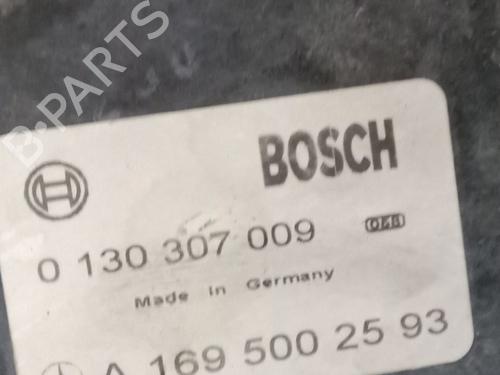 B-PARTS
BOSCH
0 130 307 009
Made in Germany
A 169 500 25 93